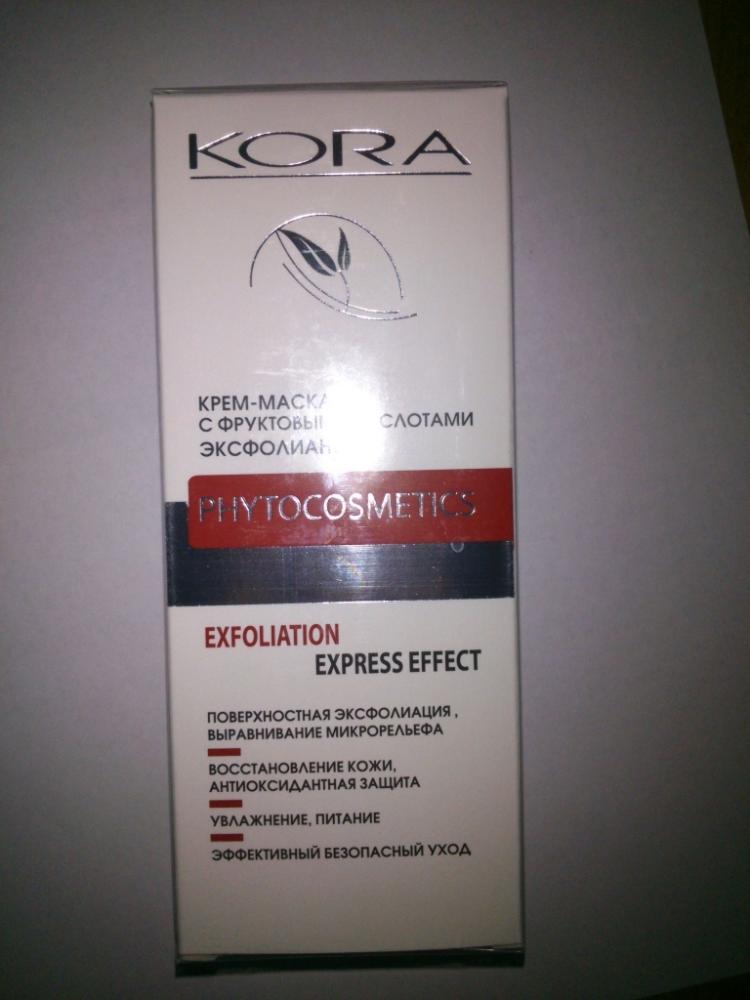 KORA
КРЕМ-МАСКА
С
ЭКСФОЛИАНТ
PHYTOCOSMETICS
EXFOLIATION
EXPRESS EFFECT
ПОВЕРХНОСТНАЯ ЭКСФОЛИАЦИЯ ,
ВЫРАВНИВАНИЕ МИКРОРЕЛЬЕФА
ВОССТАНОВЛЕНИЕ КОЖИ,
АНТИОКСИДАНТНАЯ ЗАЩИТА
УВЛАЖНЕНИЕ, ПИТАНИЕ
ЭФФЕКТИВНЫЙ БЕЗОПАСНЫЙ УХОД